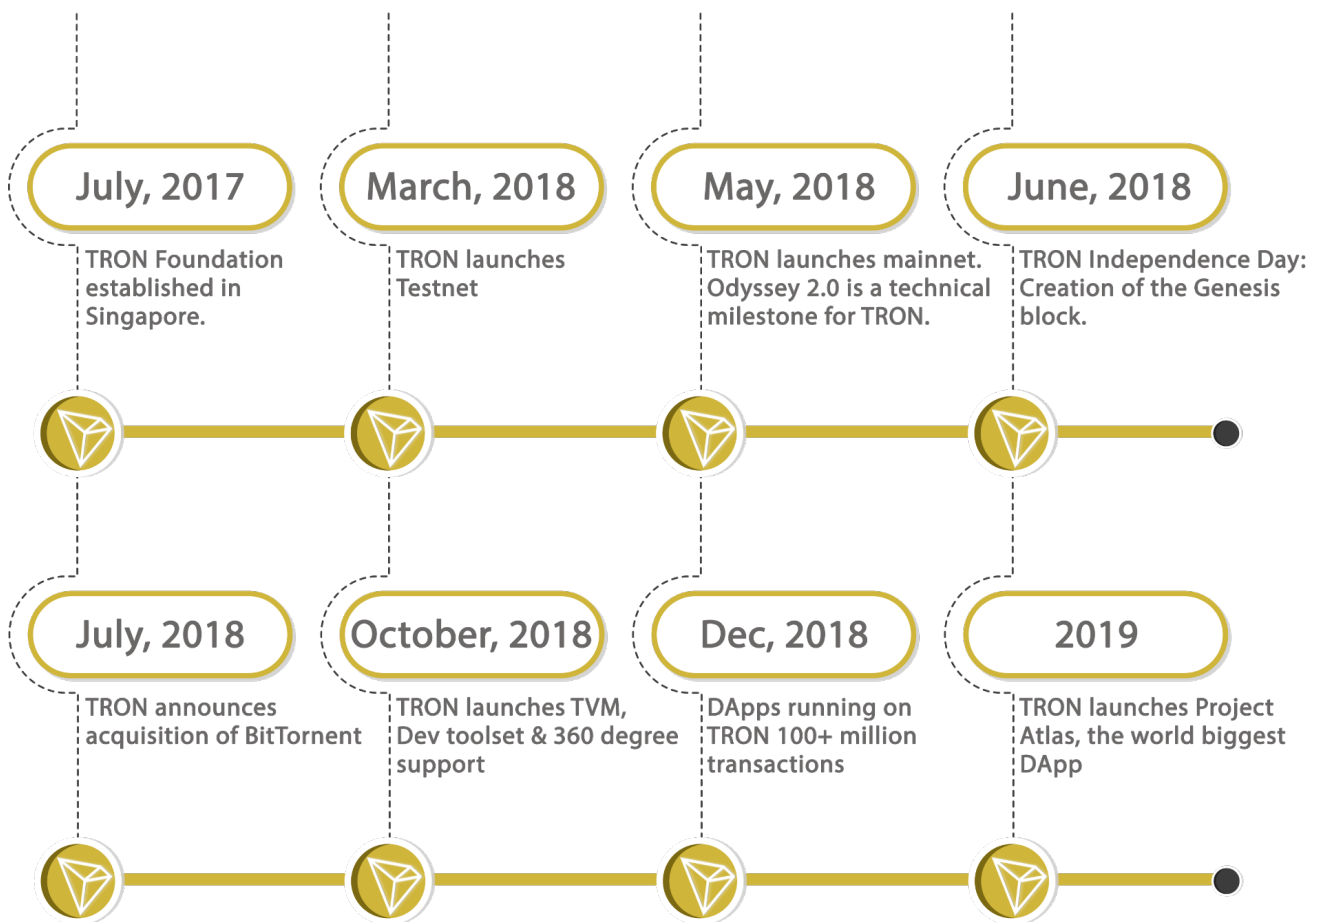 July, 2017
TRON Foundation
established in
Singapore.
March, 2018
TRON launches
Testnet
May, 2018
TRON launches mainnet.
Odyssey 2.0 is a technical
milestone for TRON.
June, 2018
TRON Independence Day:
Creation of the Genesis
block.
July, 2018
TRON announces
acquisition of BitTornent
October, 2018
TRON launches TVM,
Dev toolset & 360 degree
support
Dec, 2018
DApps running on
TRON 100+ million
transactions
2019
TRON launches Project
Atlas, the world biggest
DApp